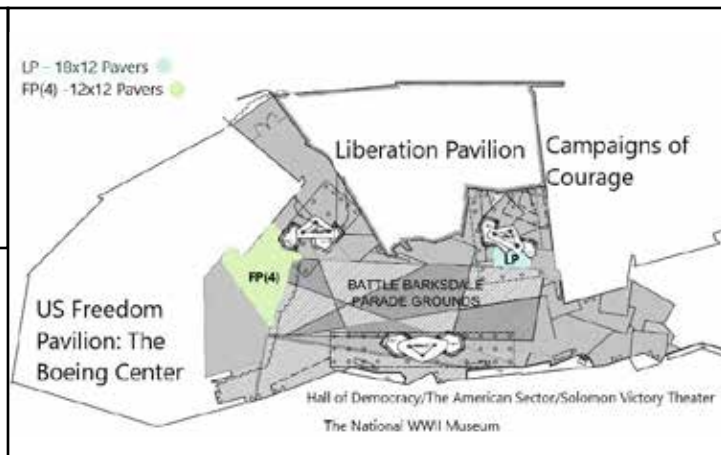 LP - 18x12 Pavers
FP(4) -12x12 Pavers
Liberation Pavilion
Campaigns of
Courage
LP
FP(4)
BATTLE BARKSDALE
PARADE GROUNDS
US Freedom
Pavilion: The
Boeing Center
Hall of Democracy/The American Sector/Solomon Victory Theater
The National WWII Museum